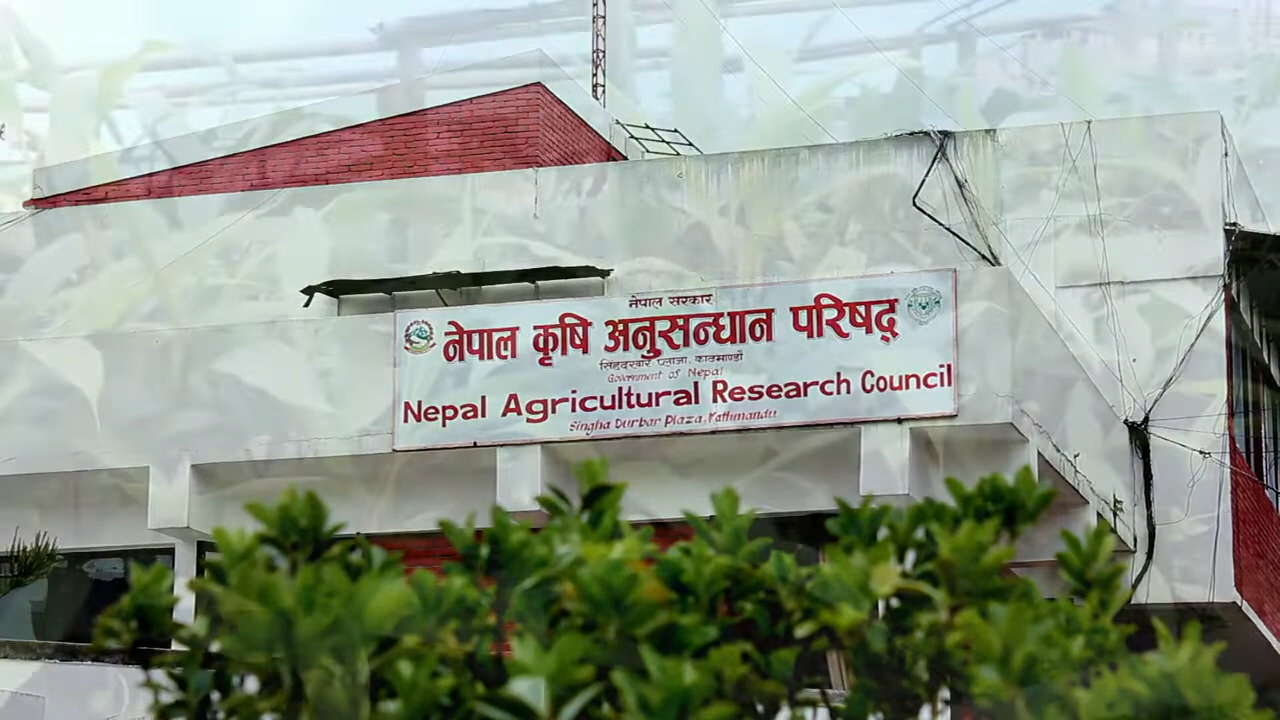 नेपाल सरकार
नेपाल कृषि अनुसन्धान परिषद्
सिंहदरबार प्लाजा, काठमाण्डौं
Government of Nepal
Nepal Agricultural Research Council
Singha Durbar Plaza, Kathmandu